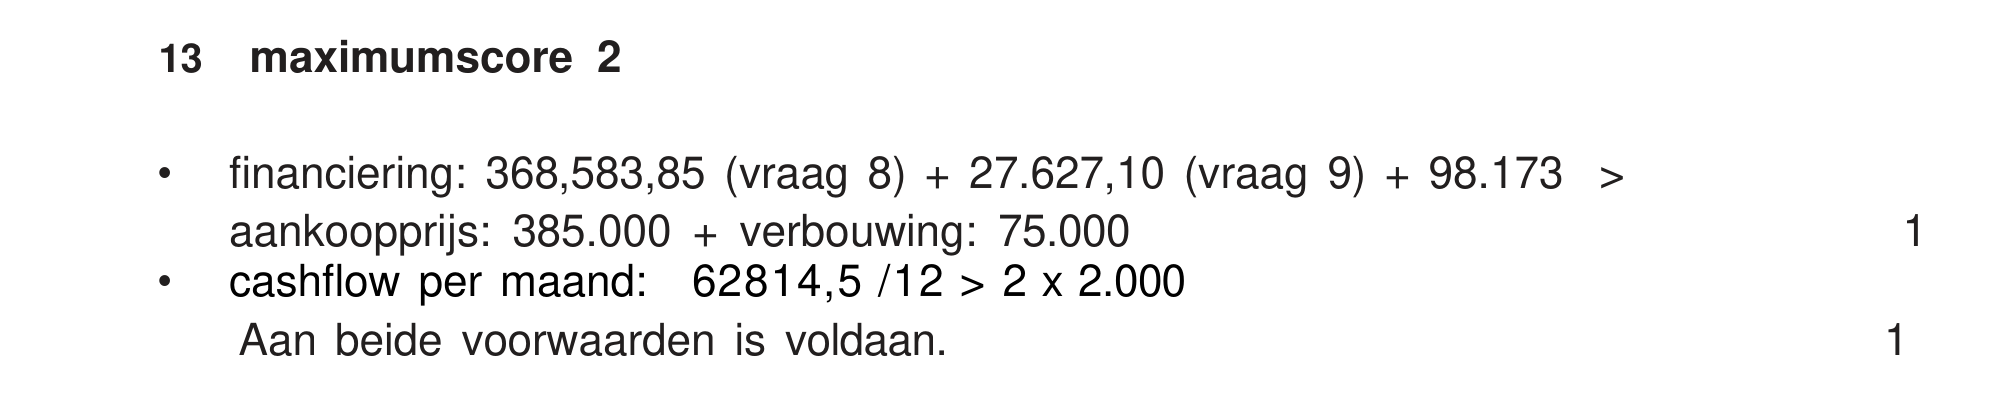 13 maximumscore 2
• financiering: 368,583,85 (vraag 8) + 27.627,10 (vraag 9) + 98.173 >
aankoopprijs: 385.000 + verbouwing: 75.000 1
• cashflow per maand: 62814,5 /12 > 2 x 2.000
Aan beide voorwaarden is voldaan. 1